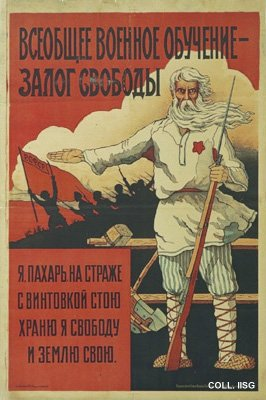 ВСЕОБЩЕЕ ВОЕННОЕ ОБУЧЕНИЕ–
ЗАЛОГ СВОБОДЫ
Я, ПАХАРЬ, НА СТРАЖЕ
С ВИНТОВКОЙ СТОЮ
ХРАНЮ Я СВОБОДУ
И ЗЕМЛЮ СВОЮ.
COLL. IISG